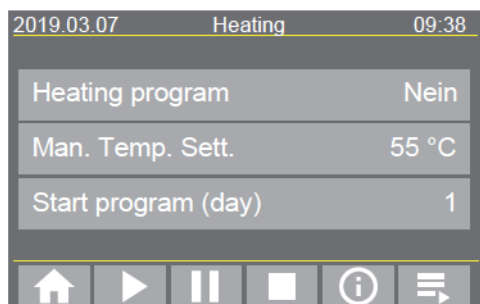 2019.03.07 Heating 09:38
Heating program Nein
Man. Temp. Sett. 55 °C
Start program (day) 1